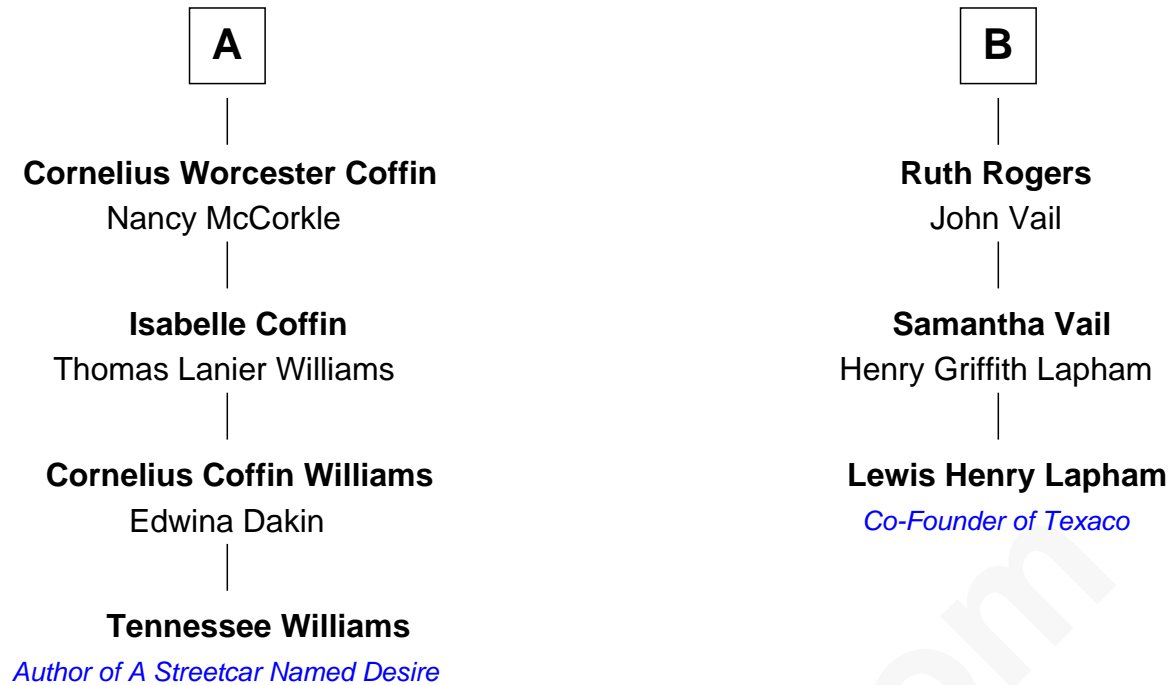 A
Cornelius Worcester Coffin
Nancy McCorkle
Isabelle Coffin
Thomas Lanier Williams
Cornelius Coffin Williams
Edwina Dakin
Tennessee Williams
Author of A Streetcar Named Desire
B
Ruth Rogers
John Vail
Samantha Vail
Henry Griffith Lapham
Lewis Henry Lapham
Co-Founder of Texaco
om